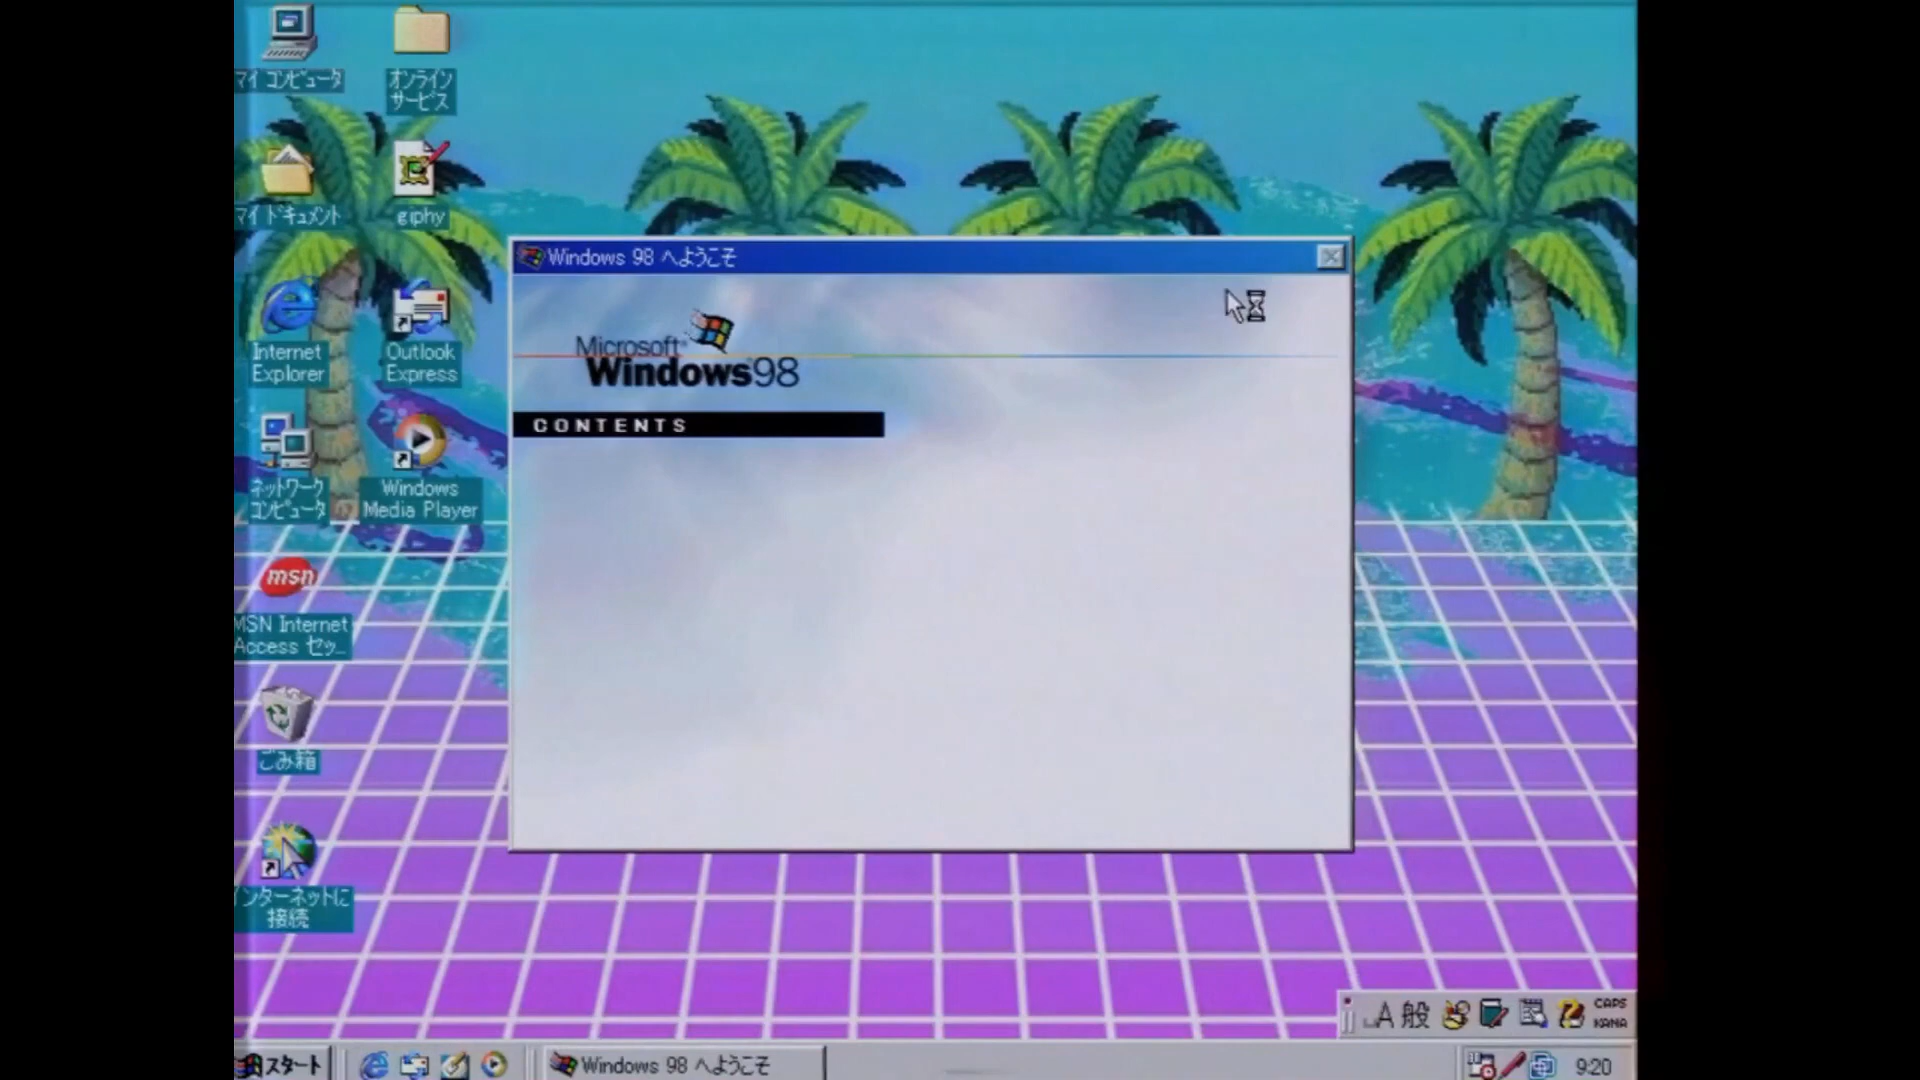 マイ コンピュータ
オンライン
サービス
マイ ドキュメント
giphy
Internet
Explorer
Outlook
Express
ネットワーク
コンピュータ
Windows
Media Player
msn
MSN Internet
Access セッ...
ごみ箱
インターネットに
接続
Windows 98 へようこそ
Microsoft
Windows 98
CONTENTS
A 般
CAPS
KANA
スタート
Windows 98 へようこそ
9:20